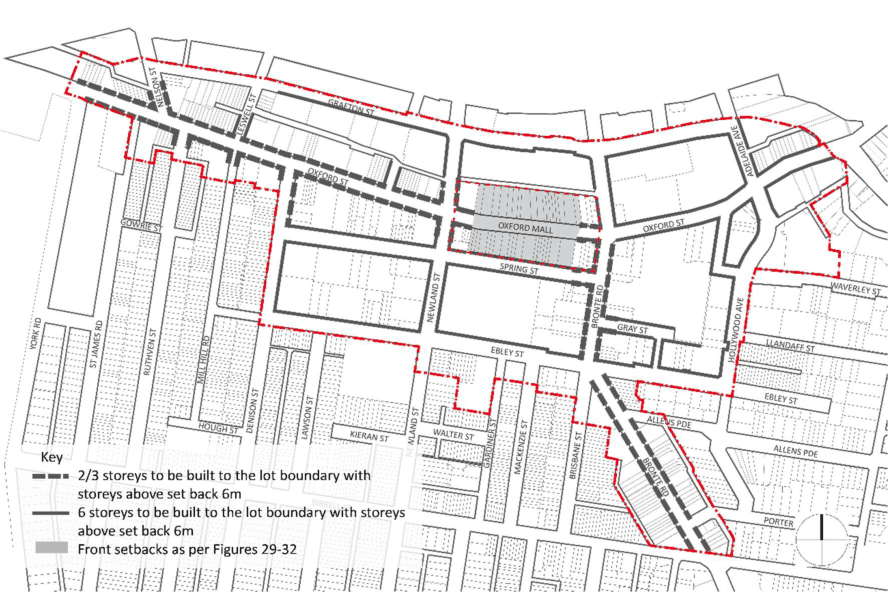 NELSON ST
LESWELL ST
GRAFTON ST
ADELAIDE AVE
OXFORD ST
OXFORD MALL
OXFORD ST
GOWRIE ST
SPRING ST
NEWLAND ST
BRONTE RD
GRAY ST
HOLLYWOOD AVE
WAVERLEY ST
YORK RD
ST JAMES RD
RUTHVEN ST
MILL HILL RD
DENISON ST
LAWSON ST
EBLEY ST
LLANDAFF ST
EBLEY ST
HOUGH ST
KIERAN ST
WALTER ST
GARDINER ST
MACKENZIE ST
BRISBANE ST
ALLENS PDE
ALLENS PDE
BRONTE RD
PORTER
Key
2/3 storeys to be built to the lot boundary with
storeys above set back 6m
6 storeys to be built to the lot boundary with storeys
above set back 6m
Front setbacks as per Figures 29-32